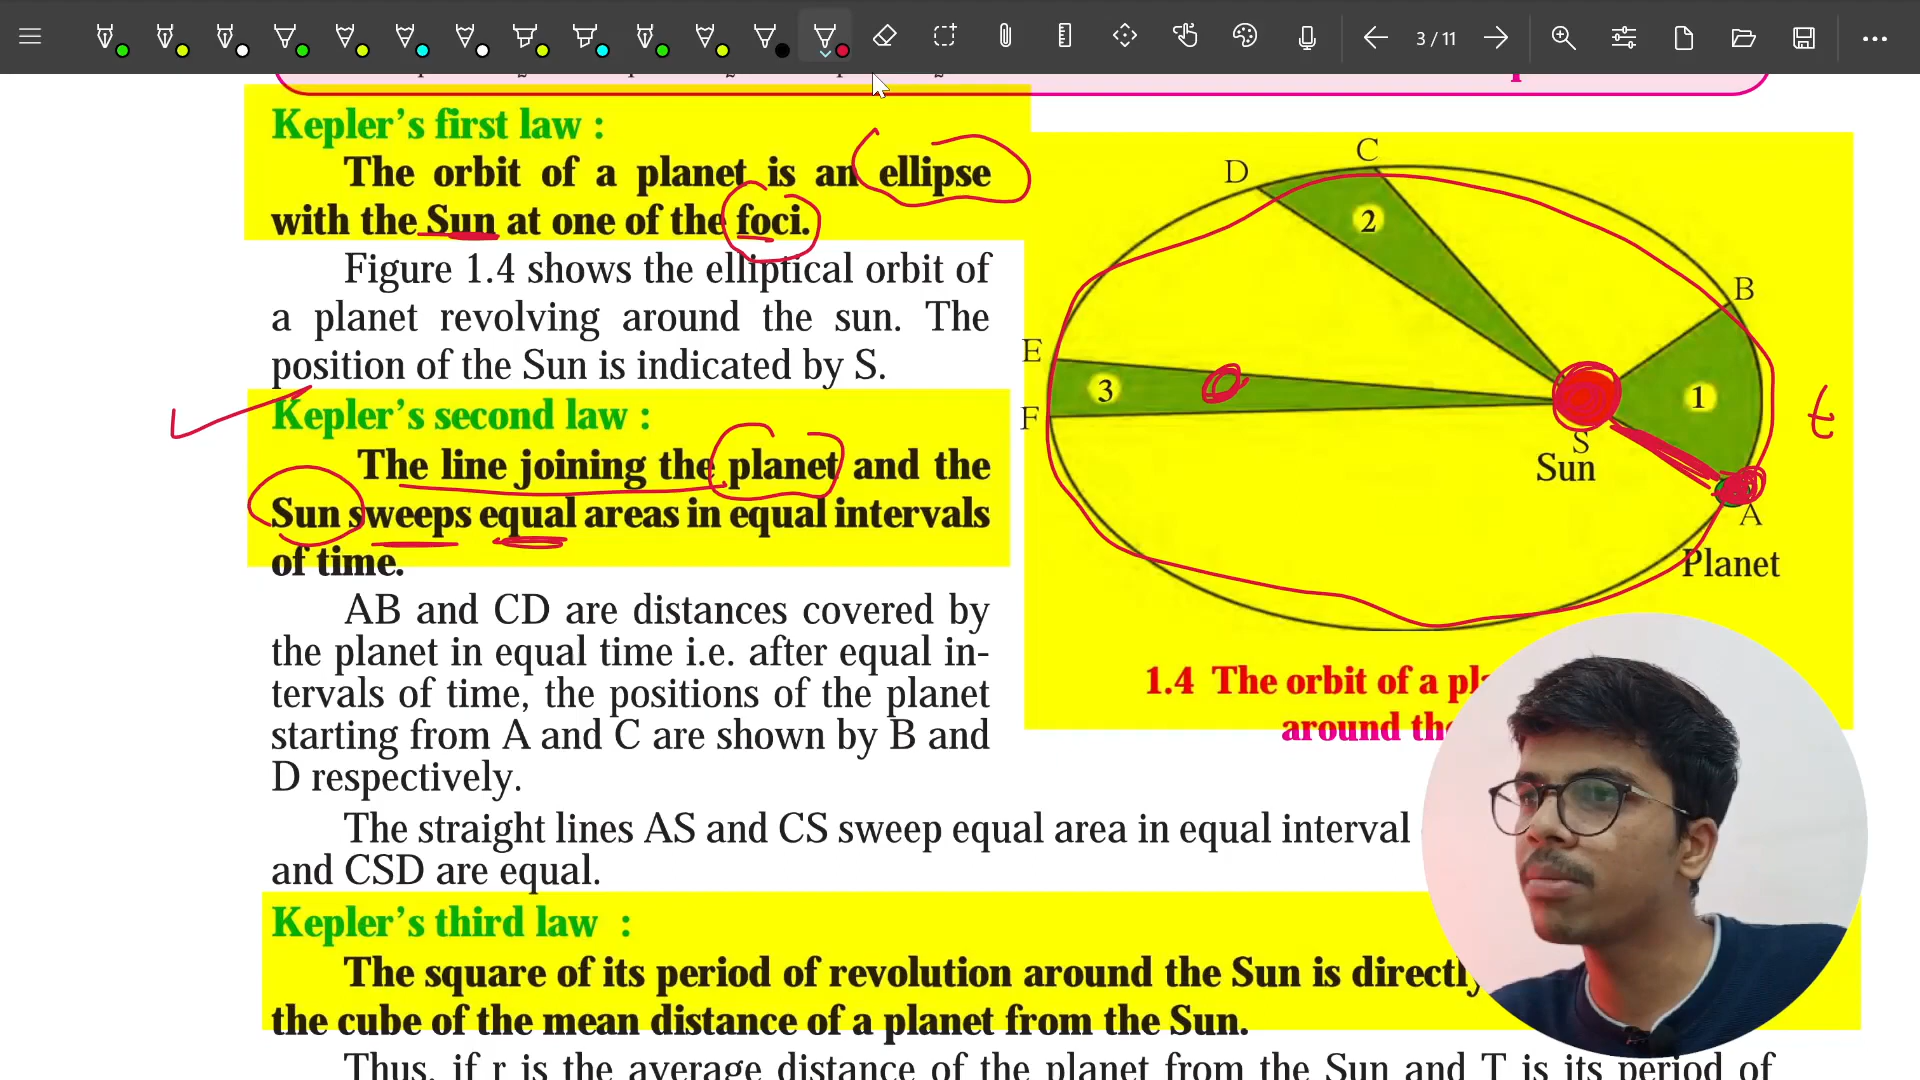 3 / 11
Kepler's first law :
The orbit of a planet is an ellipse
with the Sun at one of the foci.
Figure 1.4 shows the elliptical orbit of
a planet revolving around the sun. The
position of the Sun is indicated by S.
Kepler's second law :
The line joining the planet and the
Sun sweeps equal areas in equal intervals
of time.
AB and CD are distances covered by
the planet in equal time i.e. after equal in-
tervals of time, the positions of the planet
starting from A and C are shown by B and
D respectively.
The straight lines AS and CS sweep equal area in equal interval
and CSD are equal.
Kepler's third law :
The square of its period of revolution around the Sun is directly
the cube of the mean distance of a planet from the Sun.
Thus, if r is the average distance of the planet from the Sun and T is its period of
C
D
2
B
E
3
F
1
t
S
Sun
A
Planet
1.4 The orbit of a
around